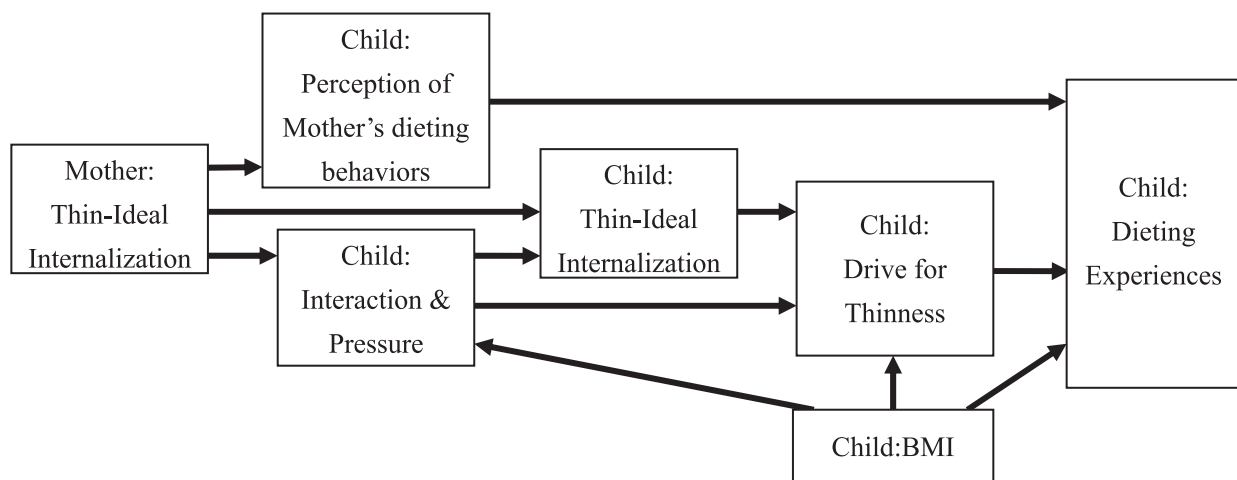 Child:
Perception of
Mother’s dieting
behaviors
Mother:
Thin-Ideal
Internalization
Child:
Interaction &
Pressure
Child:
Thin-Ideal
Internalization
Child:
Drive for
Thinness
Child:
Dieting
Experiences
Child:BMI